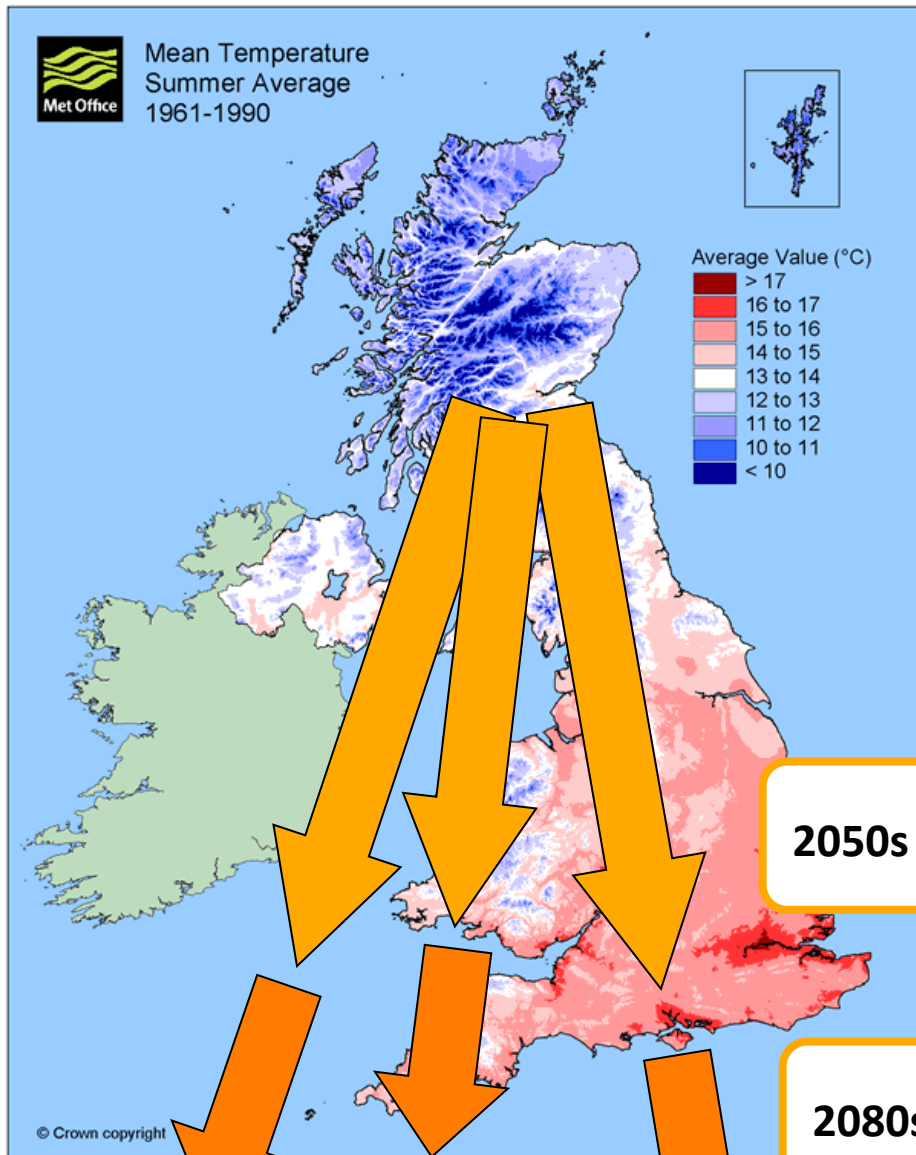 Met Office
Mean Temperature
Summer Average
1961-1990
Average Value (°C)
> 17
16 to 17
15 to 16
14 to 15
13 to 14
12 to 13
11 to 12
10 to 11
< 10
2050s
2080s
© Crown copyright